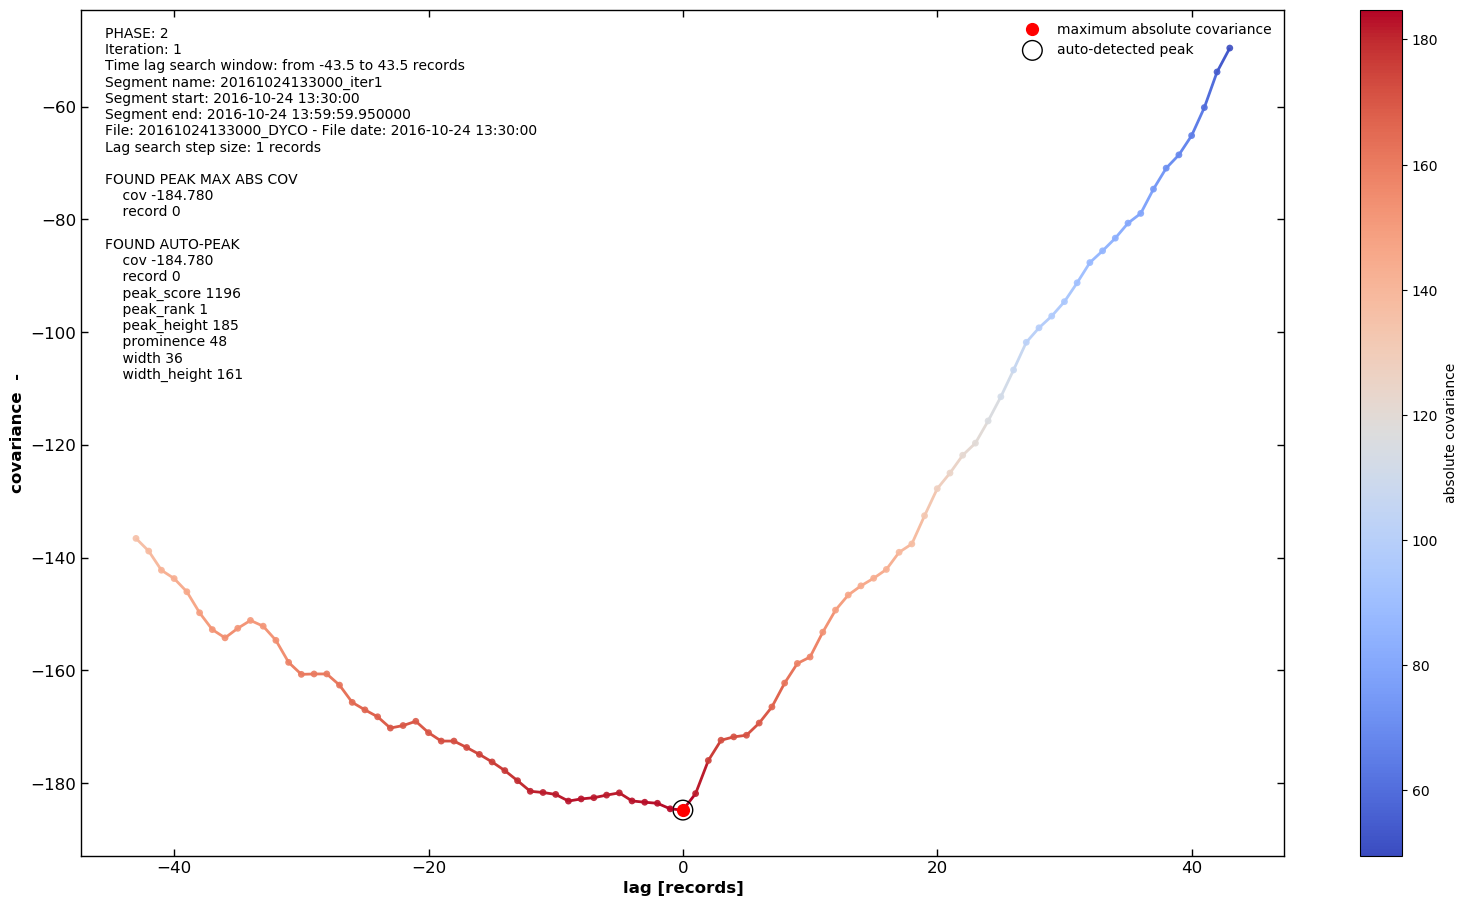 PHASE: 2
Iteration: 1
Time lag search window: from -43.5 to 43.5 records
Segment name: 20161024133000_iter1
Segment start: 2016-10-24 13:30:00
Segment end: 2016-10-24 13:59:59.950000
File: 20161024133000_DYCO - File date: 2016-10-24 13:30:00
Lag search step size: 1 records
FOUND PEAK MAX ABS COV
cov -184.780
record 0
FOUND AUTO-PEAK
cov -184.780
record 0
peak_score 1196
peak_rank 1
peak_height 185
prominence 48
width 36
width_height 161
maximum absolute covariance
auto-detected peak
covariance -
−60
−80
−100
−120
−140
−160
−180
−40
−20
0
20
40
lag [records]
180
160
140
120
100
80
60
absolute covariance